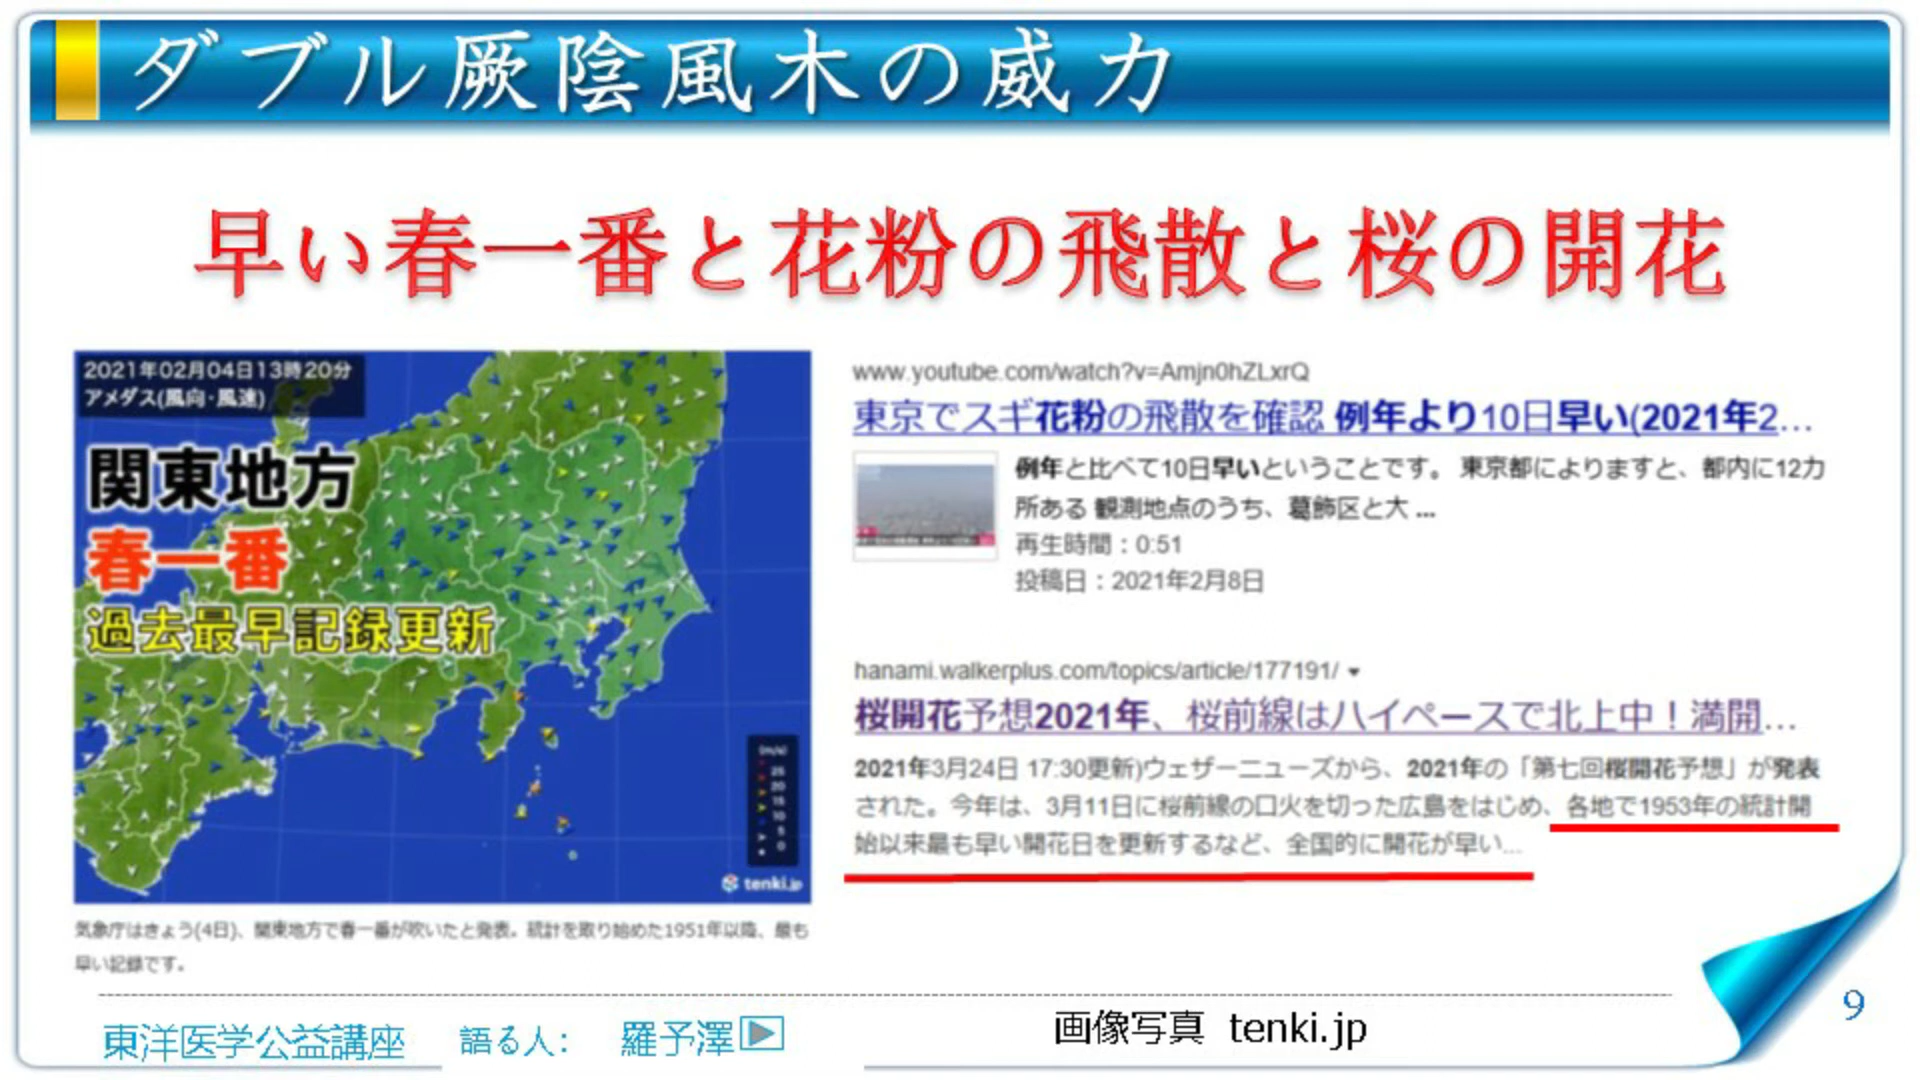 ダブル厥陰風木の威力
早い春一番と花粉の飛散と桜の開花
2021年02月04日13時20分
アメダス(風向・風速)
関東地方
春一番
過去最早記録更新
(m/s)
25
20
15
10
5
0
tenki.jp
気象庁はきょう(4日)、関東地方で春一番が吹いたと発表。統計を取り始めた1951年以降、最も
早い記録です。
www.youtube.com/watch?v=Amjn0hZLxrQ
東京でスギ花粉の飛散を確認 例年より10日早い(2021年2...
例年と比べて10日早いということです。 東京都によりますと、都内に12カ
所ある 観測地点のうち、葛飾区と大 ...
再生時間：0:51
投稿日：2021年2月8日
hanami.walkerplus.com/topics/article/177191/
桜開花予想2021年、桜前線はハイペースで北上中！満開...
2021年3月24日 17:30更新)ウェザーニューズから、2021年の「第七回桜開花予想」が発表
された。今年は、3月11日に桜前線の口火を切った広島をはじめ、各地で1953年の統計開
始以来最も早い開花日を更新するなど、全国的に開花が早い...
東洋医学公益講座 語る人： 羅予澤
画像写真 tenki.jp
9